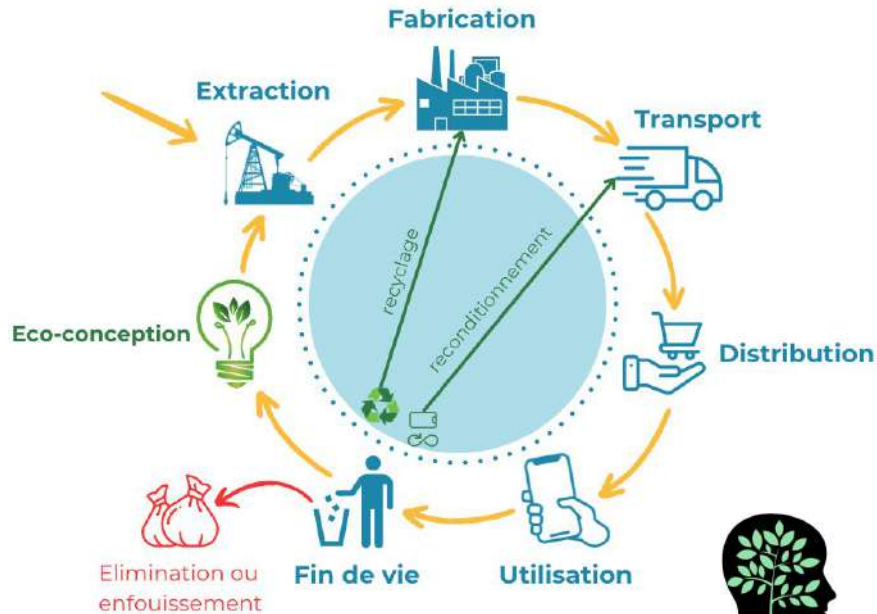 Fabrication
Extraction
Transport
recyclage
reconditionnement
Eco-conception
Distribution
Elimination ou
enfouissement
Fin de vie
Utilisation